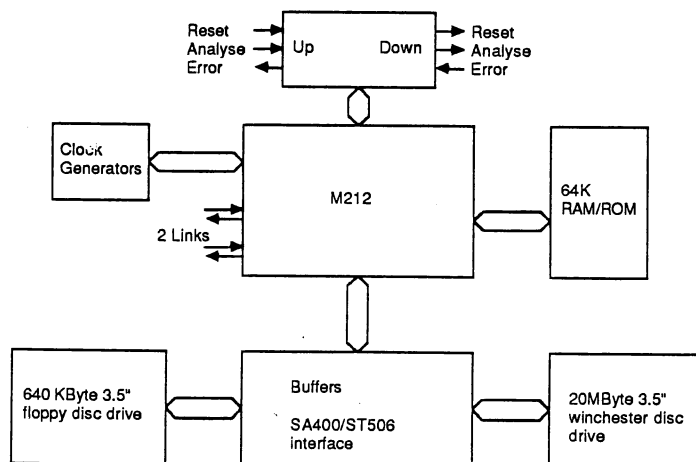 Reset
Analyse
Error
Up
Down
Reset
Analyse
Error
Clock
Generators
M212
64K
RAM/ROM
2 Links
640 KByte 3.5"
floppy disc drive
Buffers
SA400/ST506
interface
20MByte 3.5"
winchester disc
drive